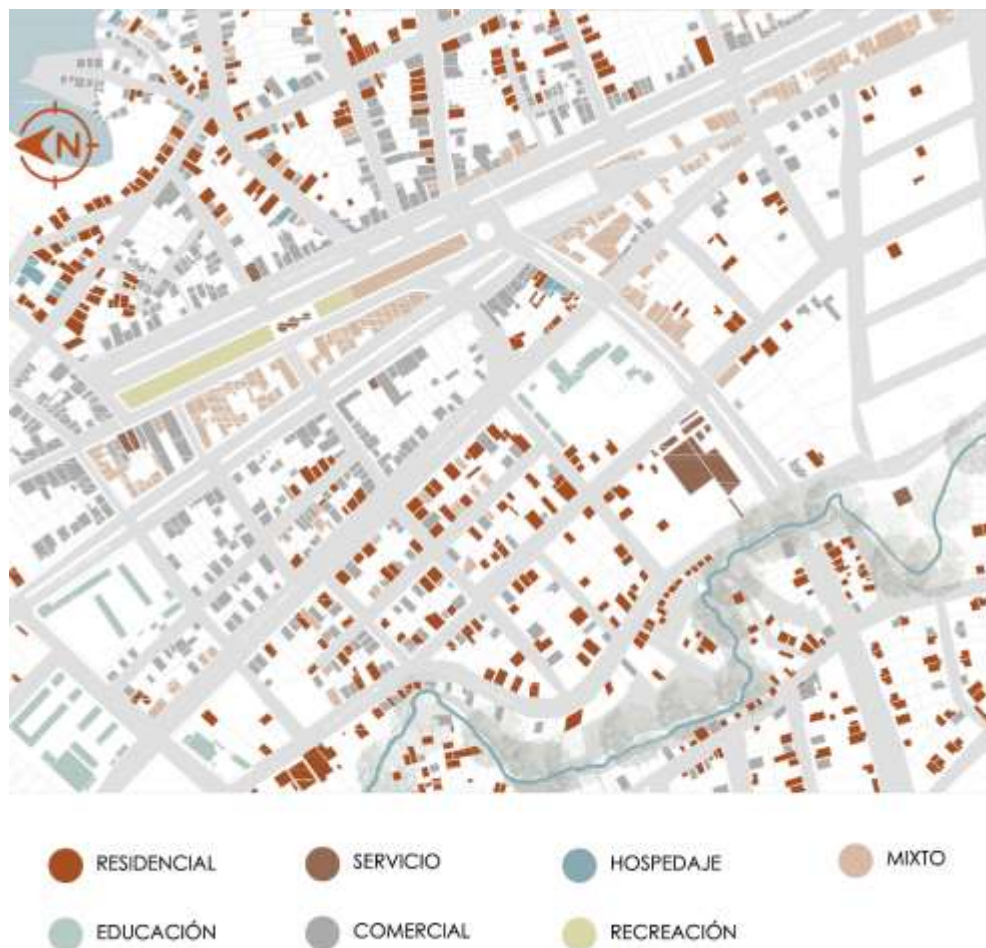 N
RESIDENCIAL
SERVICIO
HOSPEDAJE
MIXTO
EDUCACIÓN
COMERCIAL
RECREACIÓN